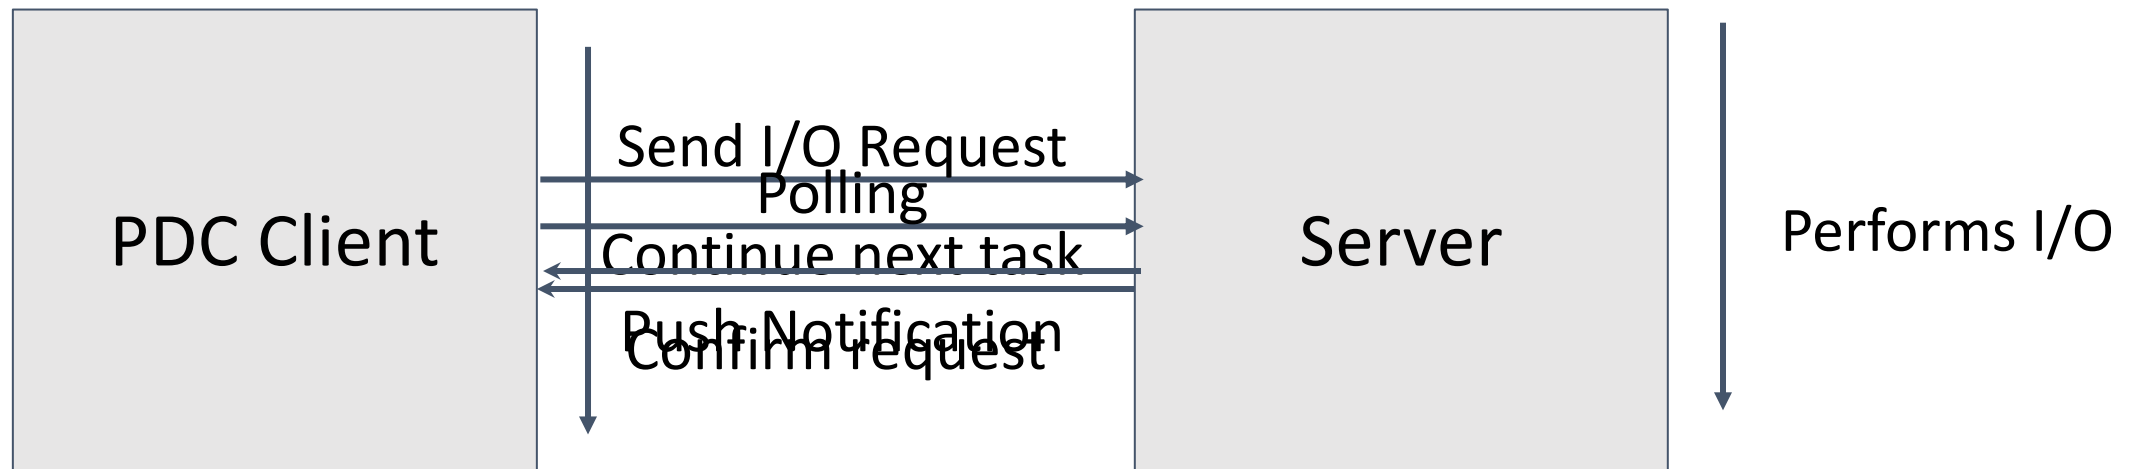 PDC Client
Send I/O Request
Polling
Continue next task
Push Notification
Confirm request
Server
Performs I/O